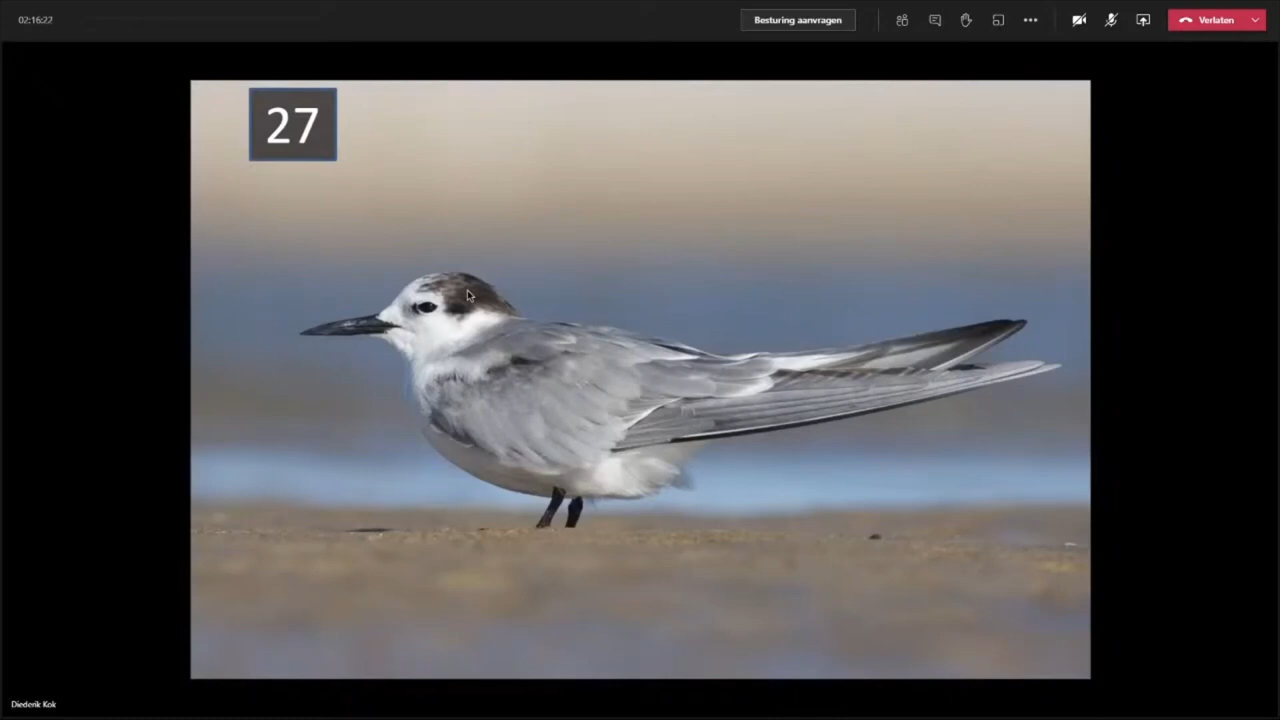 02:16:22
Besturing aanvragen
Verlaten
27
Diederik Kok